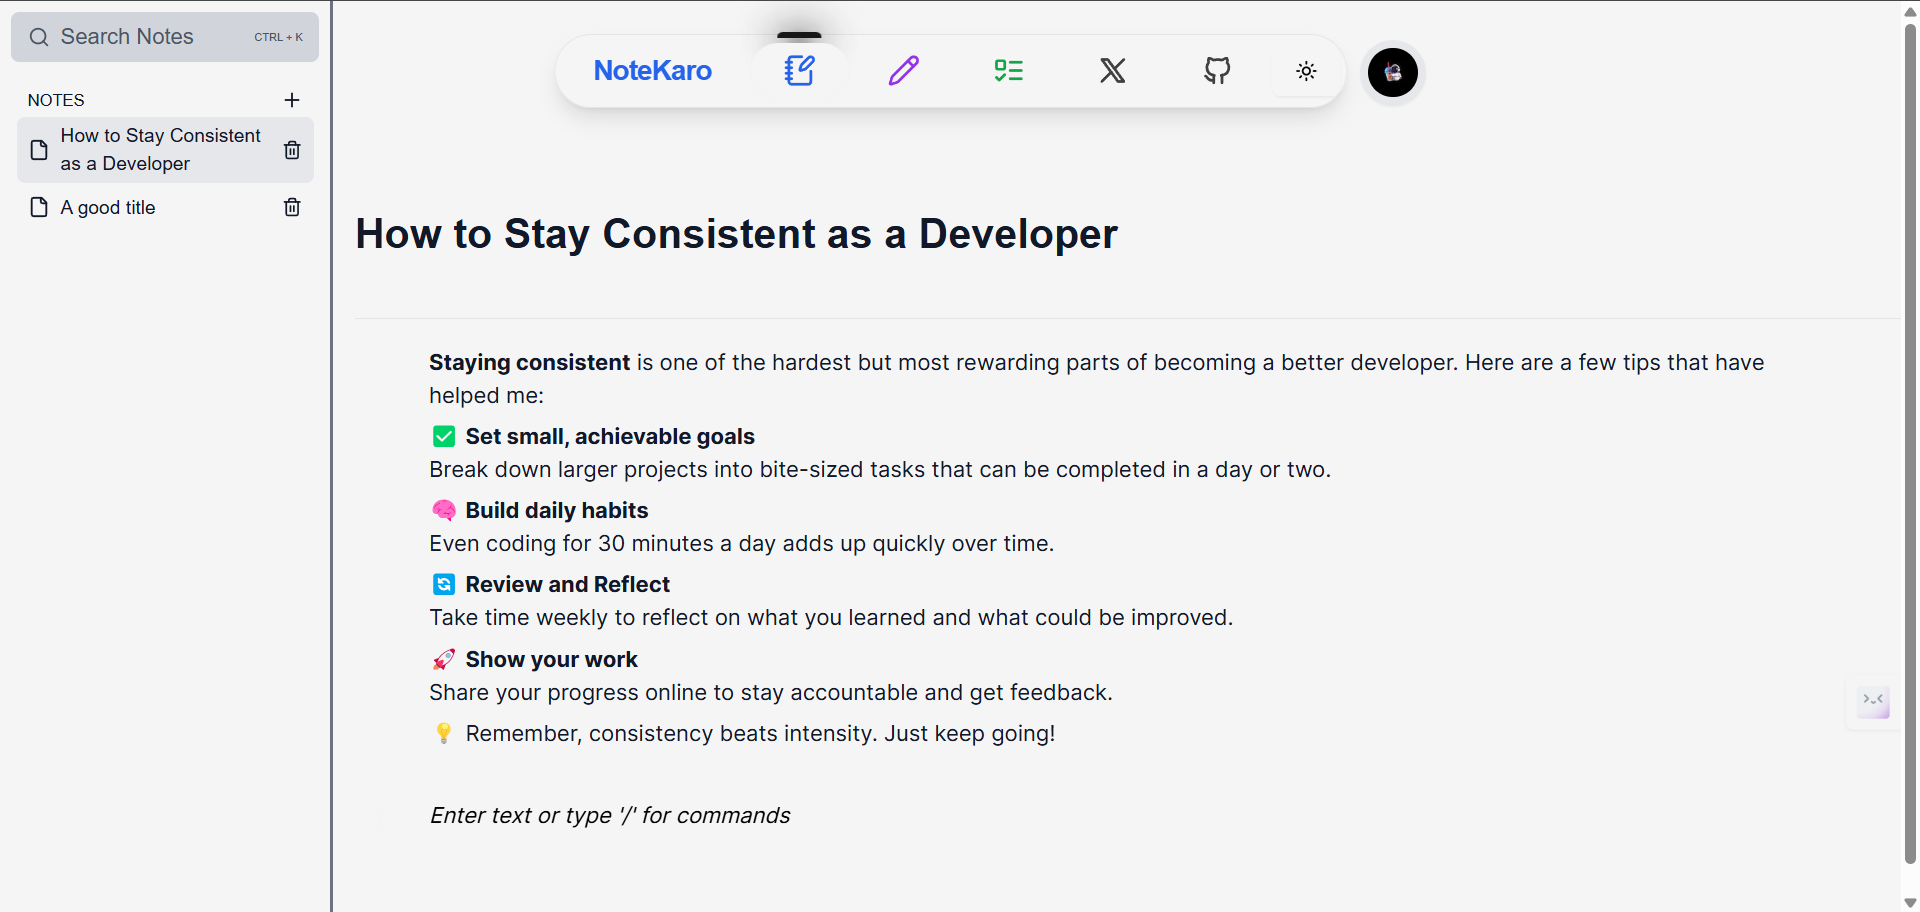 Search Notes CTRL + K
NOTES
How to Stay Consistent
as a Developer
A good title
NoteKaro
How to Stay Consistent as a Developer
Staying consistent is one of the hardest but most rewarding parts of becoming a better developer. Here are a few tips that have
helped me:
✅ Set small, achievable goals
Break down larger projects into bite-sized tasks that can be completed in a day or two.
🧠 Build daily habits
Even coding for 30 minutes a day adds up quickly over time.
🔄 Review and Reflect
Take time weekly to reflect on what you learned and what could be improved.
🚀 Show your work
Share your progress online to stay accountable and get feedback.
💡 Remember, consistency beats intensity. Just keep going!
Enter text or type '/' for commands